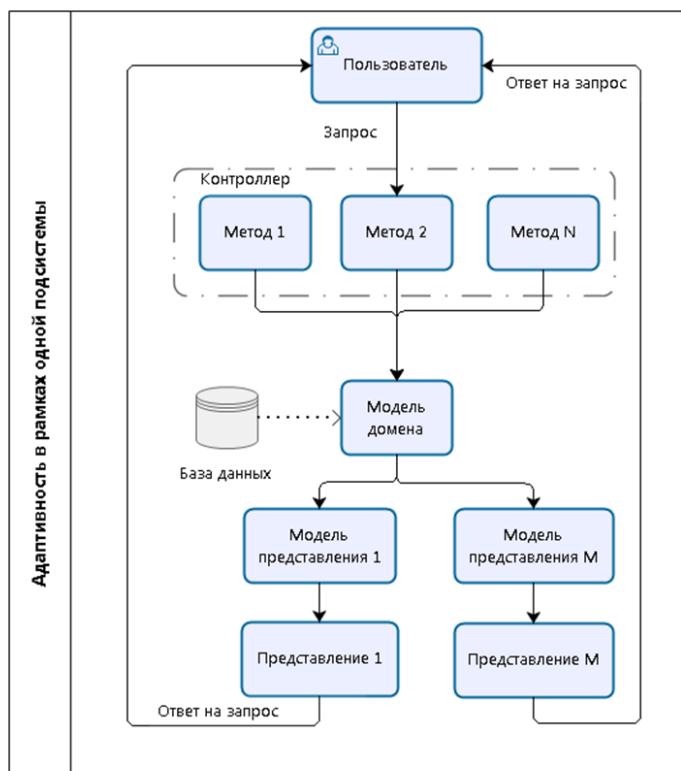 Адаптивность в рамках одной подсистемы
Пользователь
Ответ на запрос
Запрос
Контроллер
Метод 1
Метод 2
Метод N
Модель
домена
База данных
Модель
представления 1
Модель
представления M
Представление 1
Представление M
Ответ на запрос